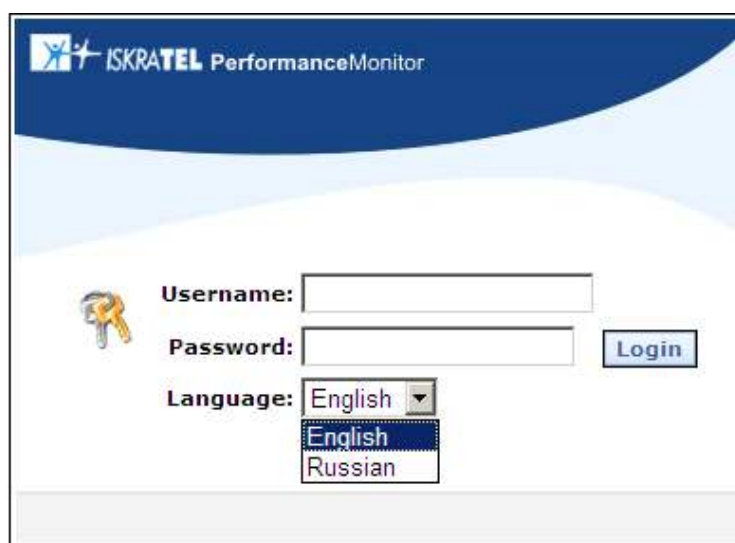 ISKRATEL PerformanceMonitor
Username:
Password:
Login
Language: English
English
Russian